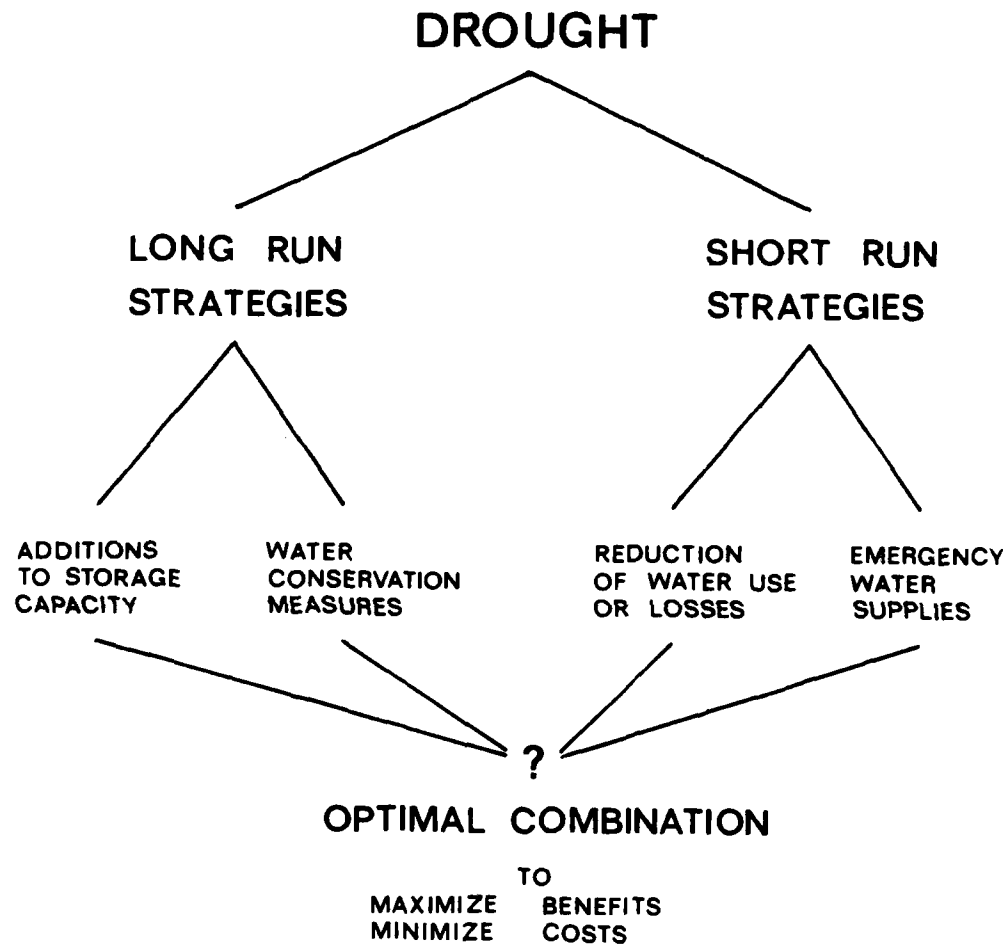 DROUGHT
LONG RUN
STRATEGIES
SHORT RUN
STRATEGIES
ADDITIONS
TO STORAGE
CAPACITY
WATER
CONSERVATION
MEASURES
REDUCTION
OF WATER USE
OR LOSSES
EMERGENCY
WATER
SUPPLIES
?
OPTIMAL COMBINATION
TO
MAXIMIZE BENEFITS
MINIMIZE COSTS